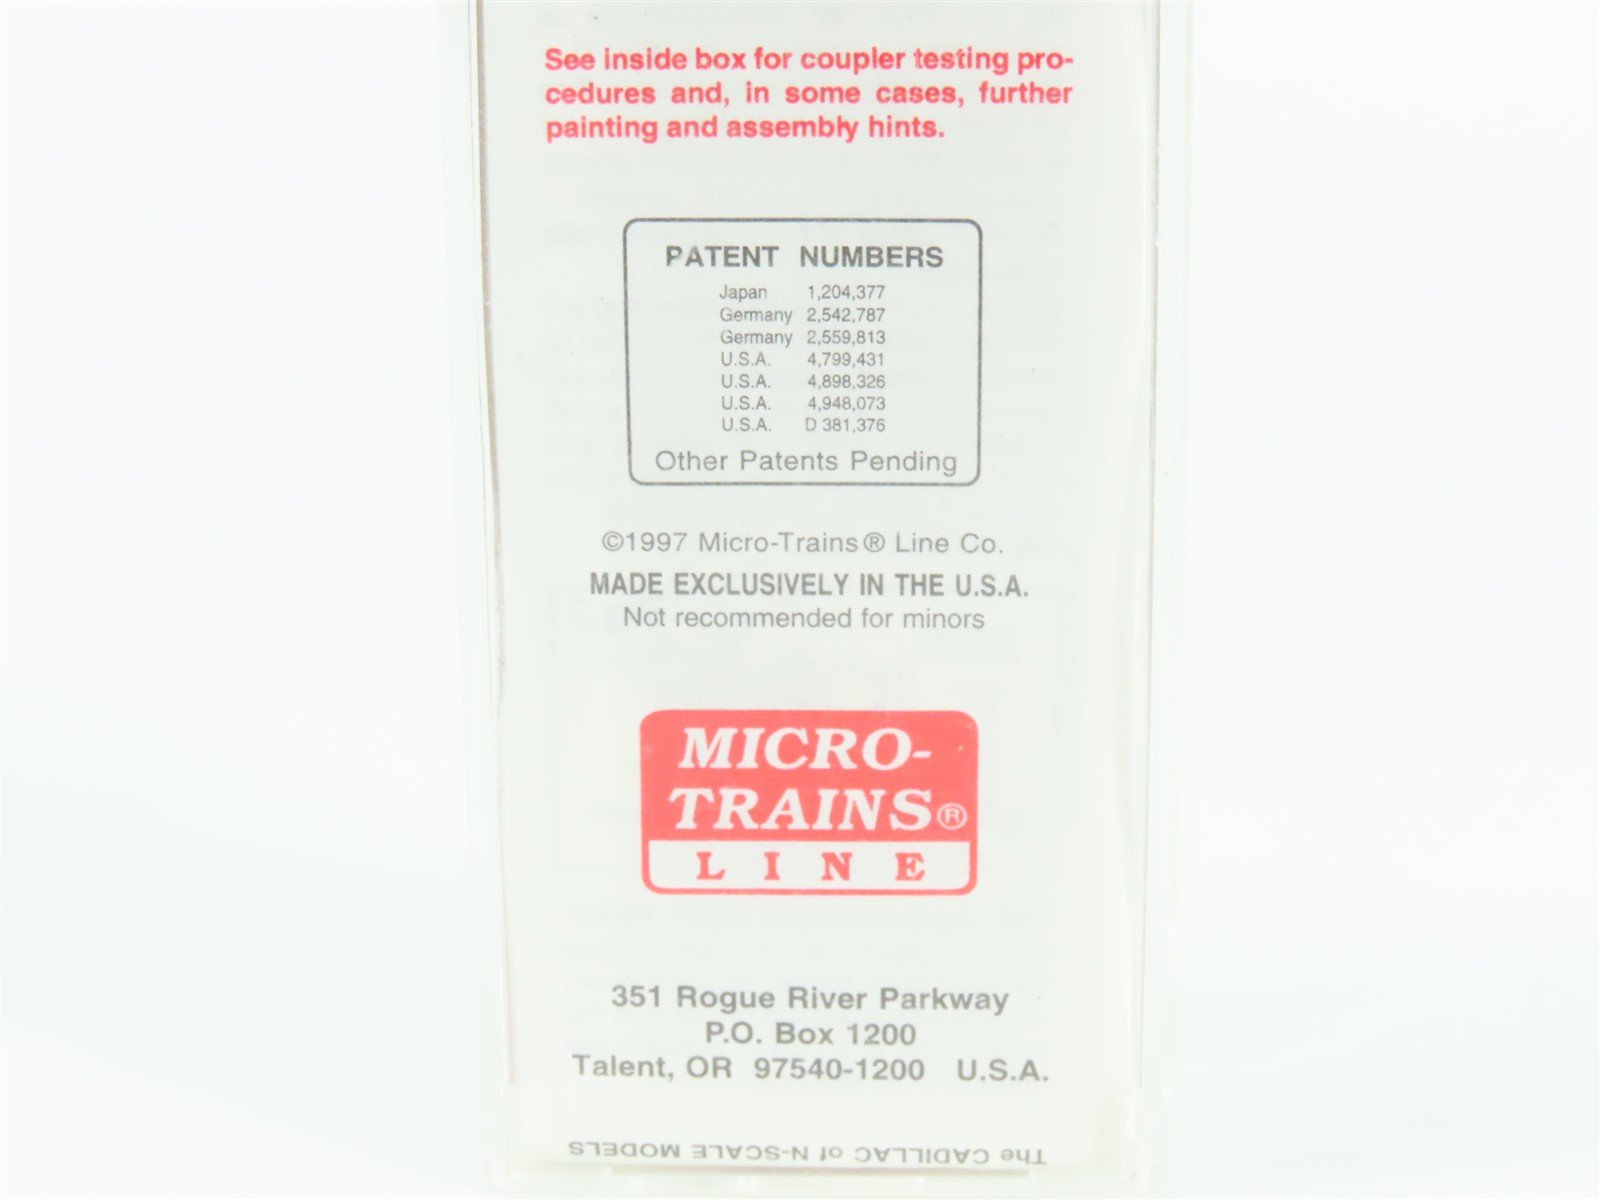 See inside box for coupler testing pro-
cedures and, in some cases, further
painting and assembly hints.
PATENT NUMBERS
Japan 1,204,377
Germany 2,542,787
Germany 2,559,813
U.S.A. 4,799,431
U.S.A. 4,898,326
U.S.A. 4,948,073
U.S.A. D 381,376
Other Patents Pending
©1997 Micro-Trains® Line Co.
MADE EXCLUSIVELY IN THE U.S.A.
Not recommended for minors
MICRO-
TRAINS®
LINE
351 Rogue River Parkway
P.O. Box 1200
Talent, OR 97540-1200 U.S.A.
The CADILLAC of N-SCALE MODELS